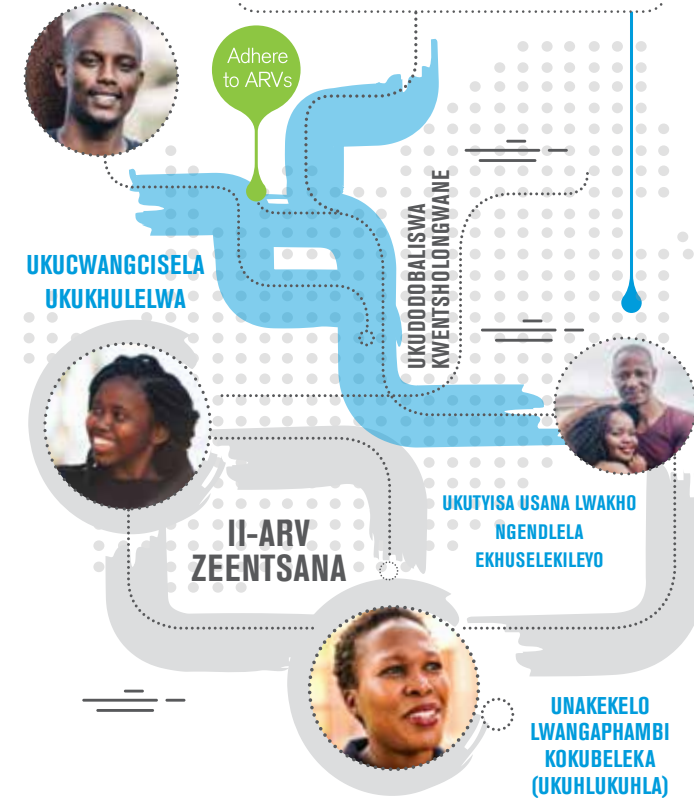 Adhere
to ARVs
UKUCWANGCISELA
UKUKHULELWA
UKUDODOBALISWA
KWENTSHOLONGWANE
UKUTYISA USANA LWAKHO
NGENDLELA
EKHUSELEKILEYO
II-ARV
ZEENTSANA
UNAKEKELO
LWANGAPHAMBI
KOKUBELEKA
(UKUHLUKUHLA)